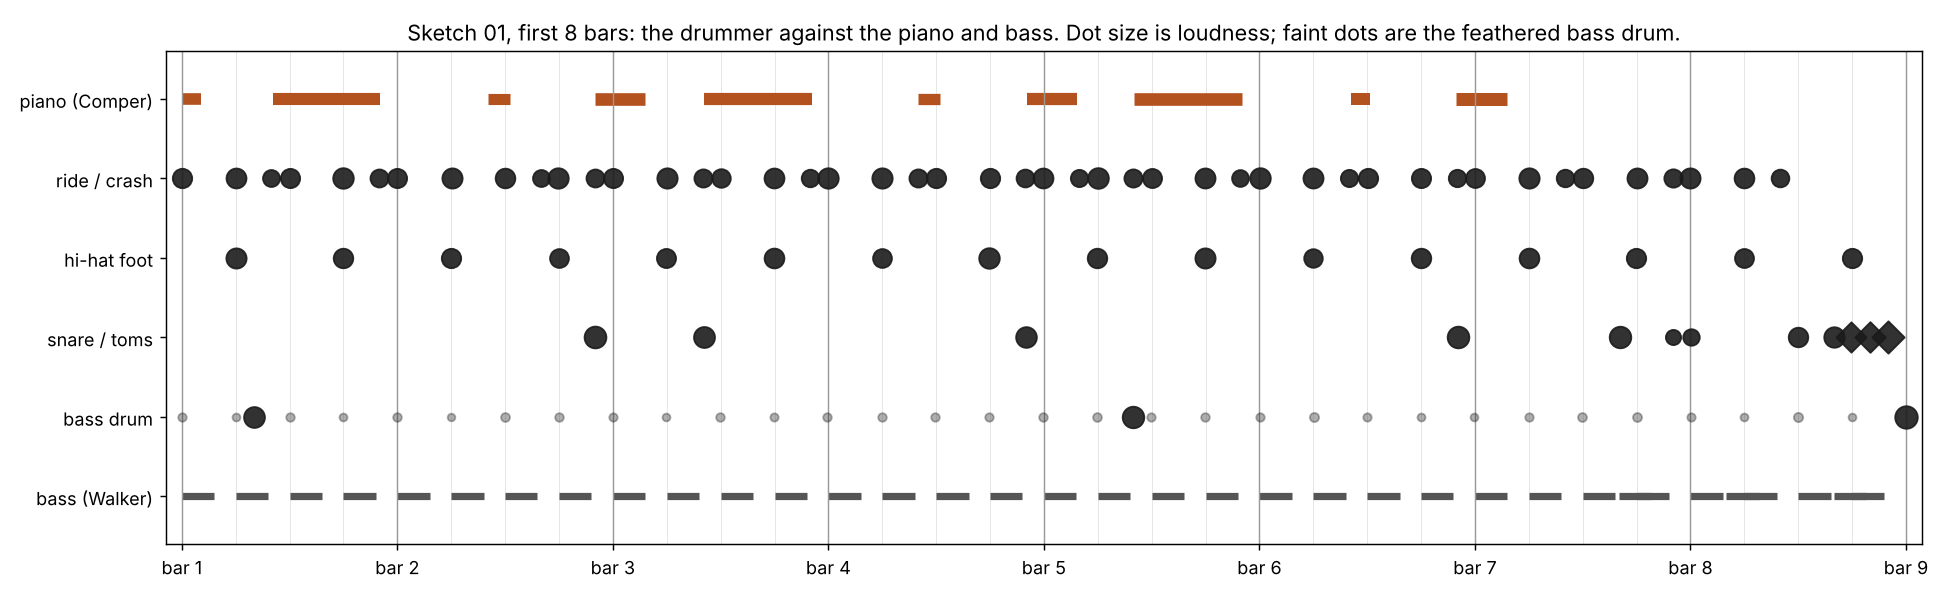 Sketch 01, first 8 bars: the drummer against the piano and bass. Dot size is loudness; faint dots are the feathered bass drum.
piano (Comper)
ride / crash
hi-hat foot
snare / toms
bass drum
bass (Walker)
bar 1 bar 2 bar 3 bar 4 bar 5 bar 6 bar 7 bar 8 bar 9